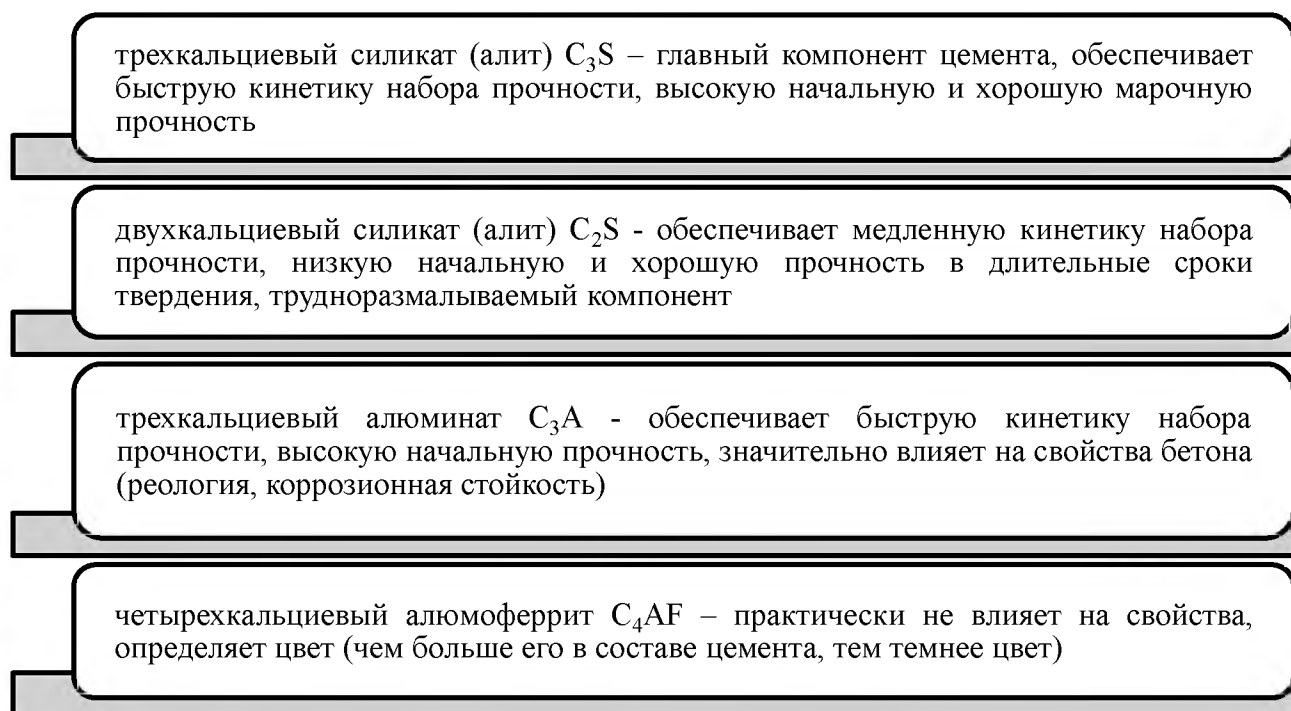 трехкальциевый силикат (алит) C₃S – главный компонент цемента, обеспечивает
быструю кинетику набора прочности, высокую начальную и хорошую марочную
прочность
двухкальциевый силикат (алит) C₂S - обеспечивает медленную кинетику набора
прочности, низкую начальную и хорошую прочность в длительные сроки
твердения, трудноразмалываемый компонент
трехкальциевый алюминат C₃A - обеспечивает быструю кинетику набора
прочности, высокую начальную прочность, значительно влияет на свойства бетона
(реология, коррозионная стойкость)
четырехкальциевый алюмоферрит C₄AF – практически не влияет на свойства,
определяет цвет (чем больше его в составе цемента, тем темнее цвет)